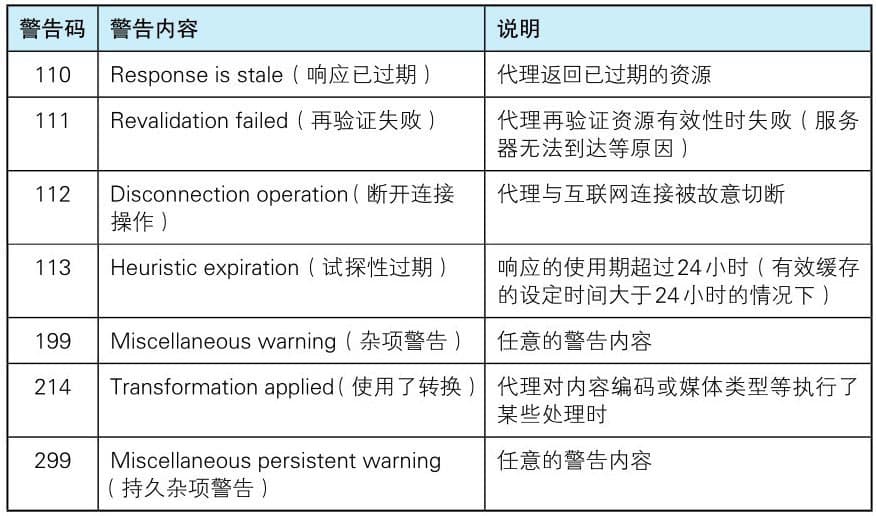 警告码 警告内容 说明
110 Response is stale（响应已过期） 代理返回已过期的资源
111 Revalidation failed（再验证失败） 代理再验证资源有效性时失败（服务
器无法到达等原因）
112 Disconnection operation（断开连接 代理与互联网连接被故意切断
操作）
113 Heuristic expiration（试探性过期） 响应的使用期超过24小时（有效缓存
的设定时间大于24小时的情况下）
199 Miscellaneous warning（杂项警告） 任意的警告内容
214 Transformation applied（使用了转换） 代理对内容编码或媒体类型等执行了
某些处理时
299 Miscellaneous persistent warning 任意的警告内容
（持久杂项警告）